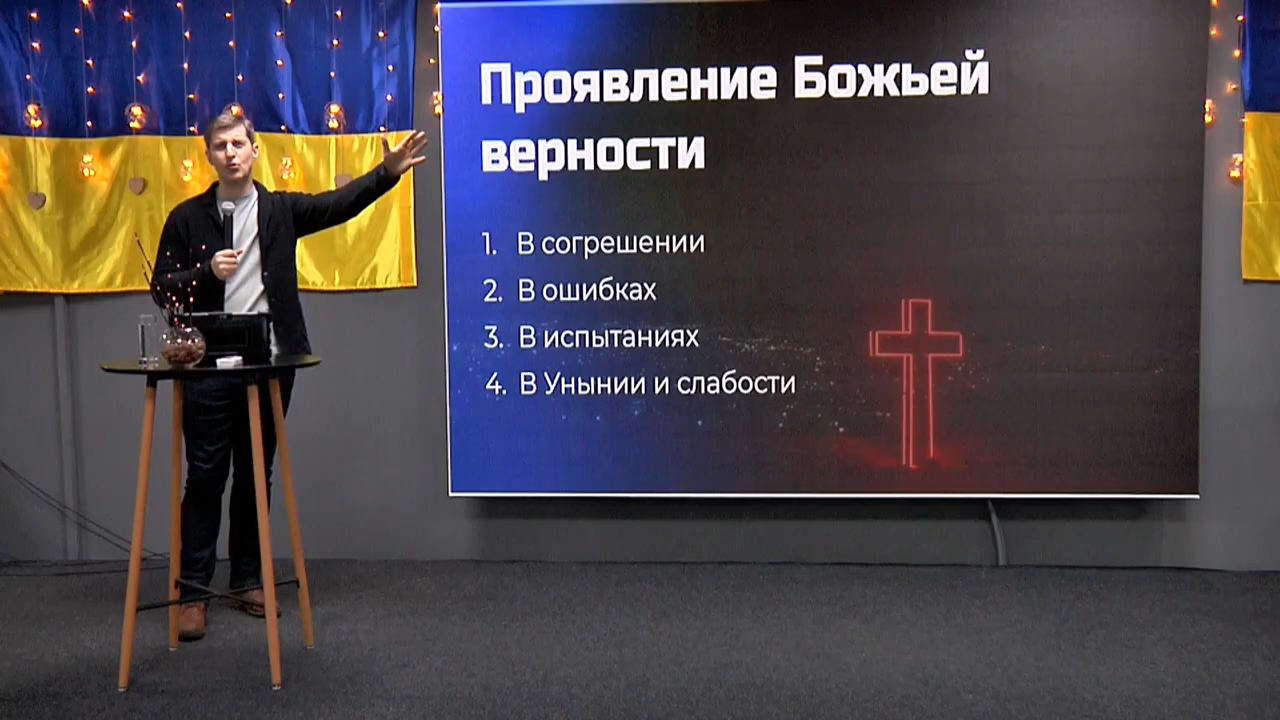 Проявление Божьей
верности
1. В согрешении
2. В ошибках
3. В испытаниях
4. В Унынии и слабости